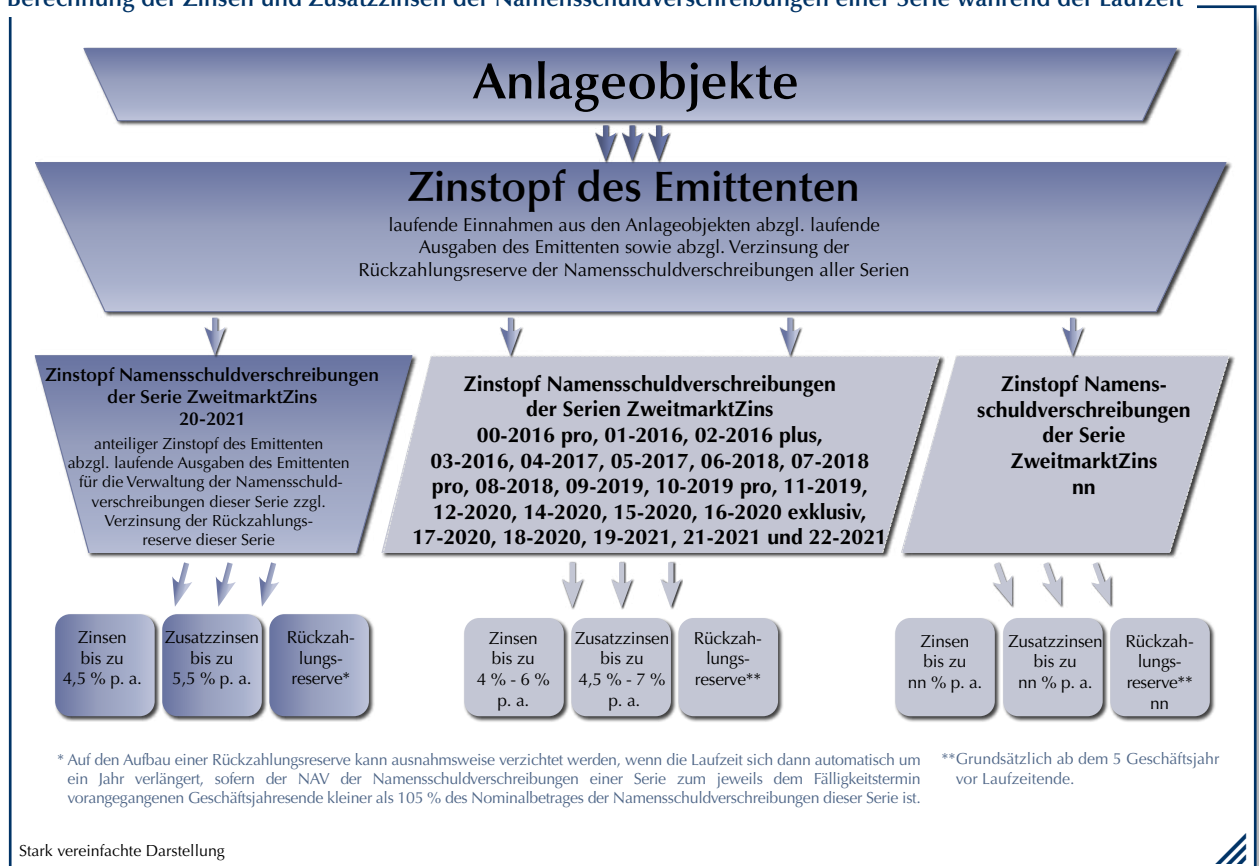 Berechnung der Zinsen und Zusatzzinsen der Namensschuldverschreibungen einer Serie während der Laufzeit
Anlageobjekte
Zinstopf des Emittenten
laufende Einnahmen aus den Anlageobjekten abzgl. laufende
Ausgaben des Emittenten sowie abzgl. Verzinsung der
Rückzahlungsreserve der Namensschuldverschreibungen aller Serien
Zinstopf Namensschuldverschreibungen
der Serie ZweitmarktZins
20-2021
anteiliger Zinstopf des Emittenten
abzgl. laufende Ausgaben des Emittenten
für die Verwaltung der Namensschuld-
verschreibungen dieser Serie zzgl.
Verzinsung der Rückzahlungs-
reserve dieser Serie
Zinstopf Namensschuldverschreibungen
der Serien ZweitmarktZins
00-2016 pro, 01-2016, 02-2016 plus,
03-2016, 04-2017, 05-2017, 06-2018, 07-2018
pro, 08-2018, 09-2019, 10-2019 pro, 11-2019,
12-2020, 14-2020, 15-2020, 16-2020 exklusiv,
17-2020, 18-2020, 19-2021, 21-2021 und 22-2021
Zinstopf Namens-
schuldverschreibungen
der Serie
ZweitmarktZins
nn
Zinsen
bis zu
4,5 % p. a.
Zusatzzinsen
bis zu
5,5 % p. a.
Rückzah-
lungs-
reserve*
Zinsen
bis zu
4 % - 6 %
p. a.
Zusatzzinsen
bis zu
4,5 % - 7 %
p. a.
Rückzah-
lungs-
reserve**
Zinsen
bis zu
nn % p. a.
Zusatzzinsen
bis zu
nn % p. a.
Rückzah-
lungs-
reserve**
nn
* Auf den Aufbau einer Rückzahlungsreserve kann ausnahmsweise verzichtet werden, wenn die Laufzeit sich dann automatisch um
ein Jahr verlängert, sofern der NAV der Namensschuldverschreibungen einer Serie zum jeweils dem Fälligkeitstermin
vorangegangenen Geschäftsjahresende kleiner als 105 % des Nominalbetrages der Namensschuldverschreibungen dieser Serie ist.
**Grundsätzlich ab dem 5 Geschäftsjahr
vor Laufzeitende.
Stark vereinfachte Darstellung